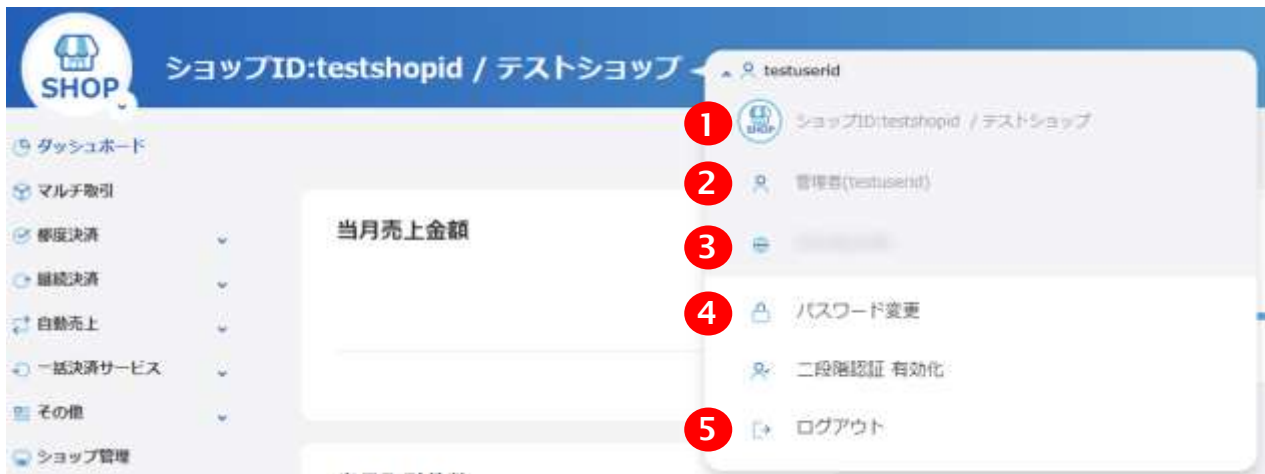 SHOP
ショップID:testshopid / テストショップ
testuserid
1
SHOP
ショップID:testshopid / テストショップ
ダッシュボード
2
管理者(testuserid)
マルチ取引
都度決済
当月売上金額
3
継続決済
4
パスワード変更
自動売上
一括決済サービス
二段階認証 有効化
その他
5
ログアウト
ショップ管理